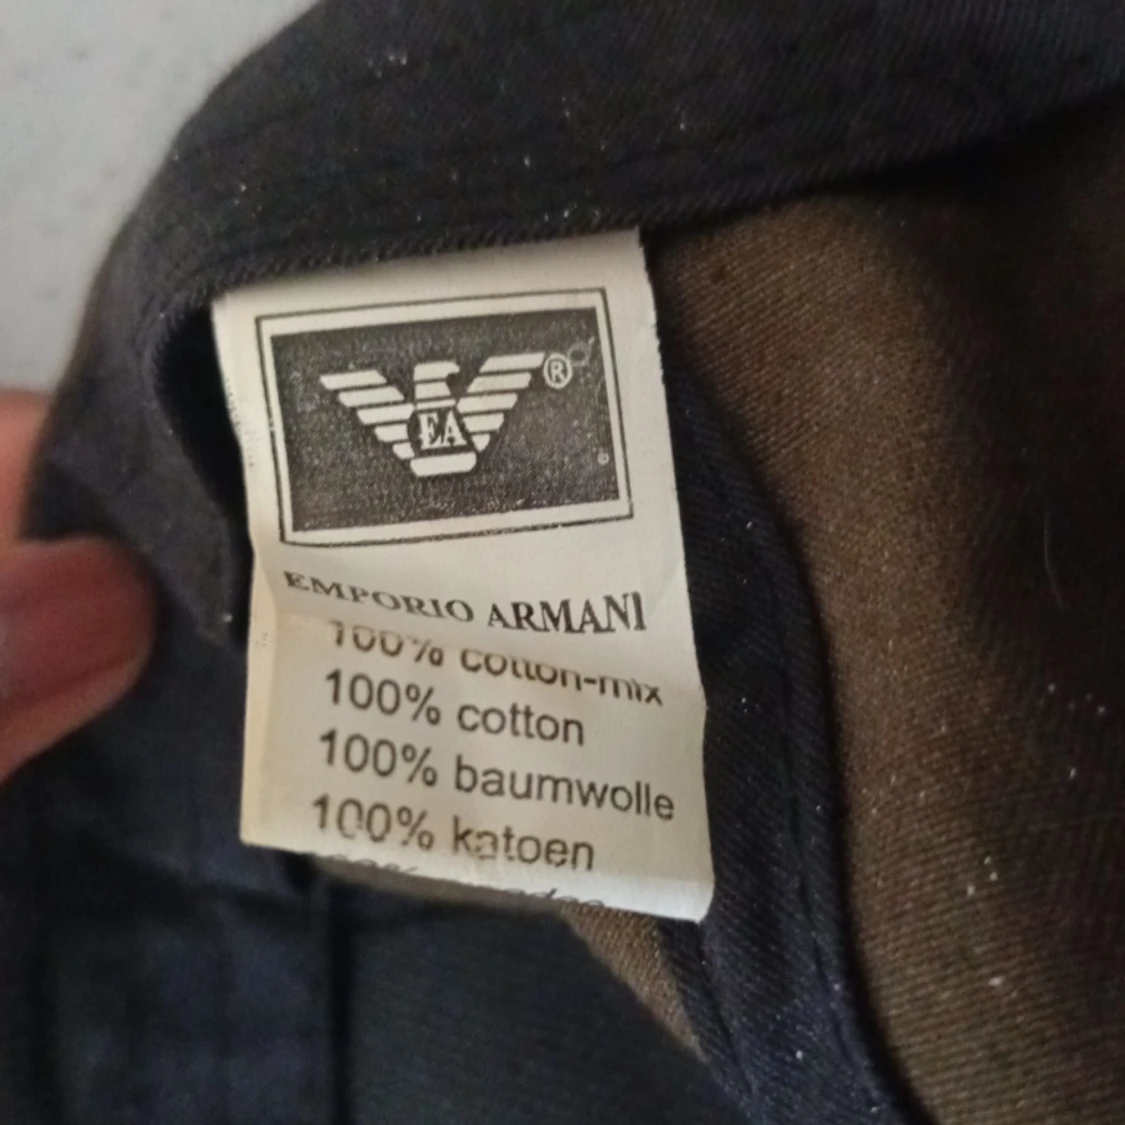 EA ®
EMPORIO ARMANI
100% cotton-mix
100% cotton
100% baumwolle
100% katoen